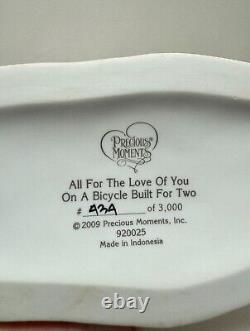 PRECIOUS®
MOMENTS
All For The Love Of You
On A Bicycle Built For Two
# 434 of 3,000
© 2009 Precious Moments, Inc.
920025
Made in Indonesia